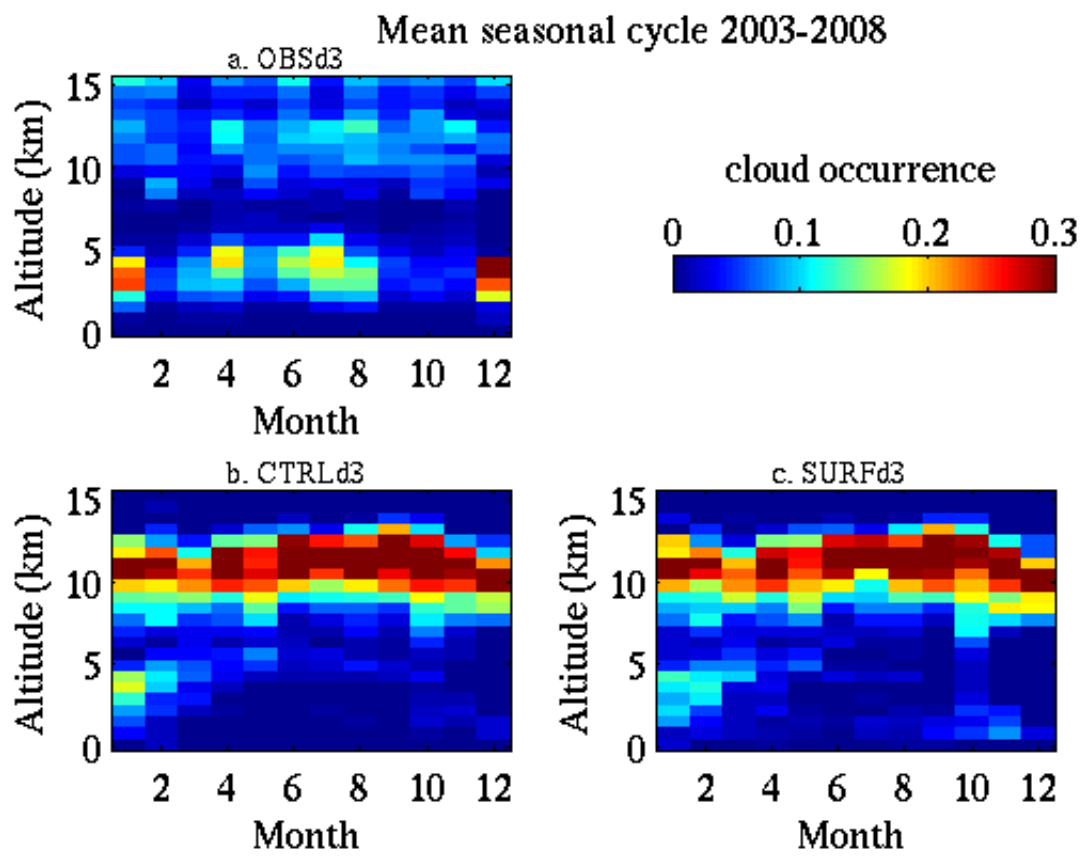 Mean seasonal cycle 2003-2008
a. OBSd3
15
10
5
0
Altitude (km)
2 4 6 8 10 12
Month
cloud occurrence
0 0.1 0.2 0.3
b. CTRLd3
15
10
5
0
Altitude (km)
2 4 6 8 10 12
Month
c. SURFd3
15
10
5
0
Altitude (km)
2 4 6 8 10 12
Month